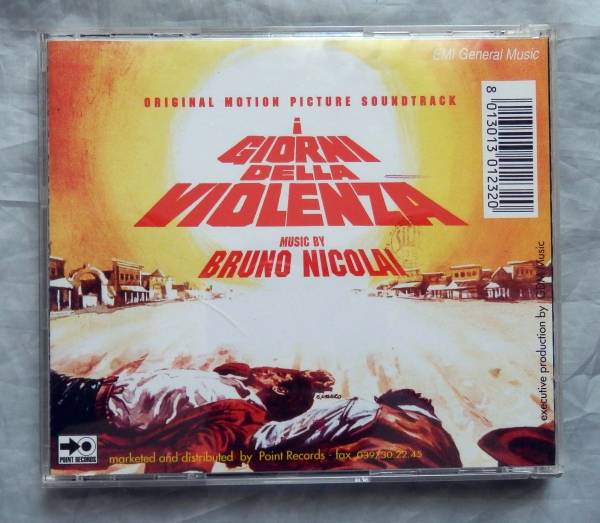 EMI General Music
ORIGINAL MOTION PICTURE SOUNDTRACK
i
GIORNI
DELLA
VIOLENZA
MUSIC BY
BRUNO NICOLAI
8 013013 012320
executive production by Music
POINT RECORDS
marketed and distributed by Point Records - fax 039/30.22.45